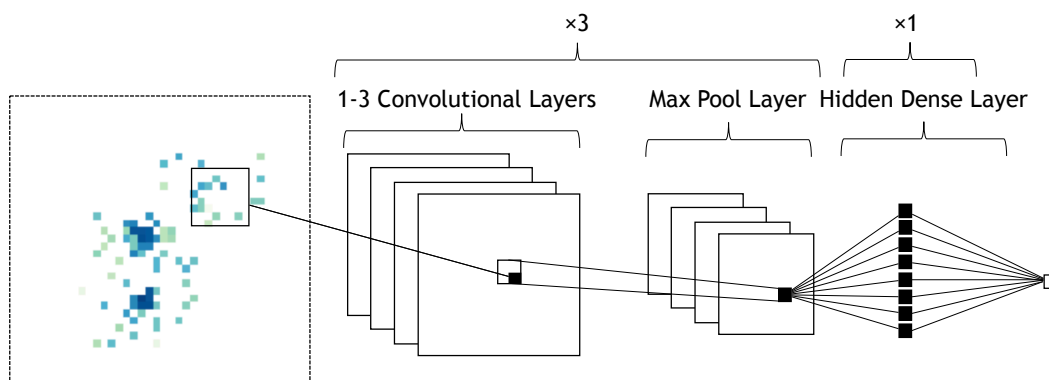 ×3
×1
1-3 Convolutional Layers
Max Pool Layer
Hidden Dense Layer